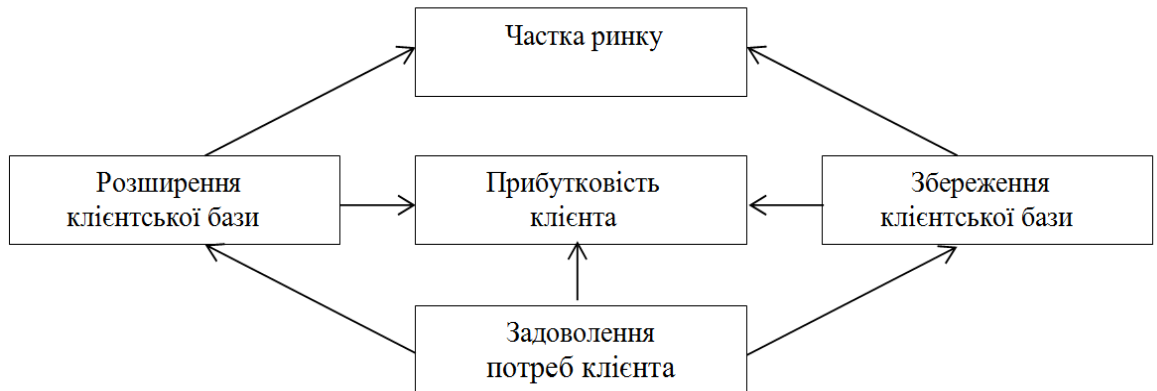 Частка ринку
Розширення
клієнтської бази
Прибутковість
клієнта
Збереження
клієнтської бази
Задоволення
потреб клієнта